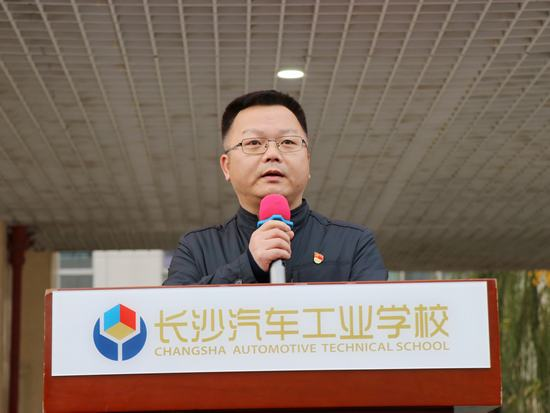 长沙汽车工业学校
CHANGSHA AUTOMOTIVE TECHNICAL SCHOOL